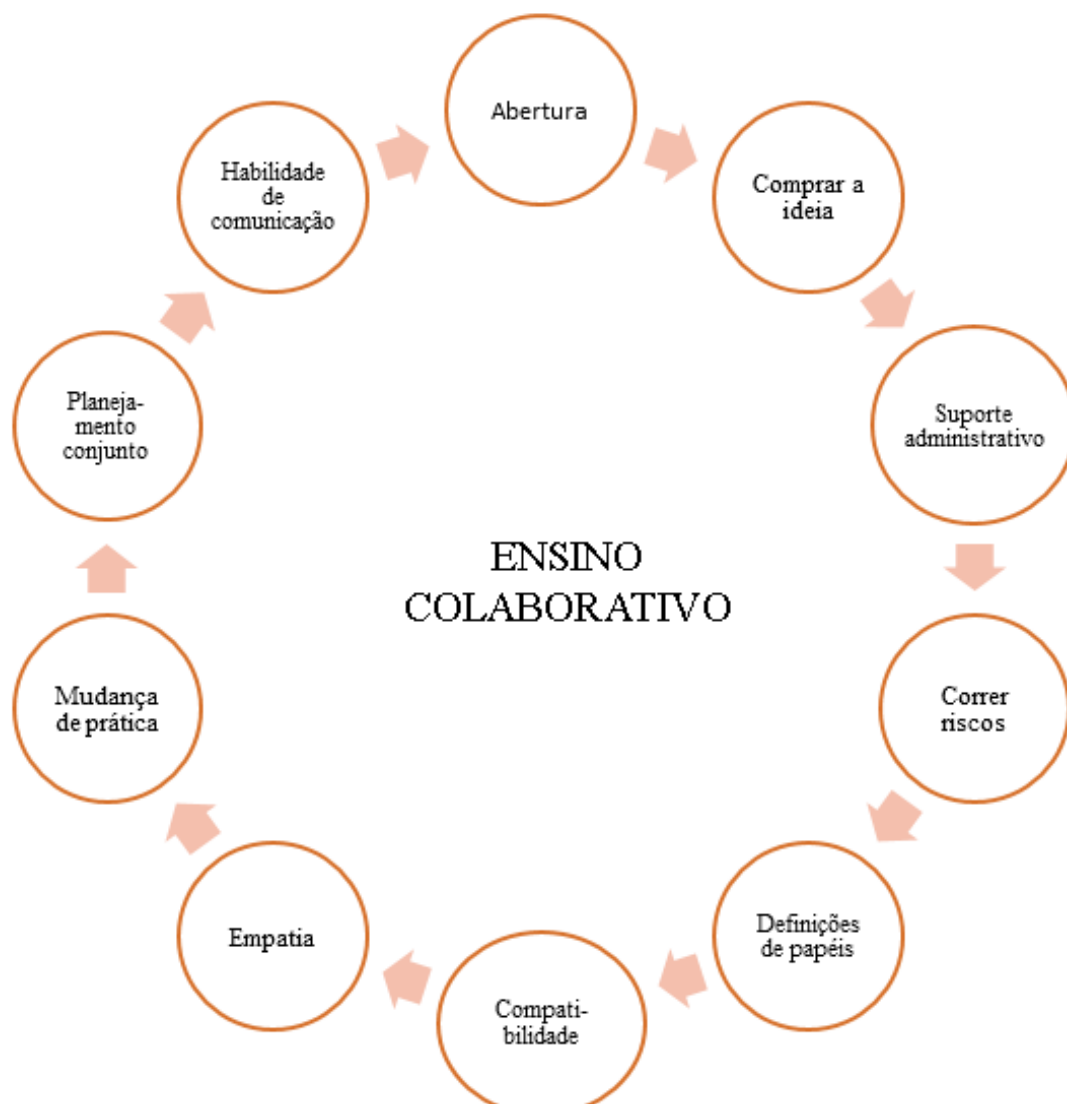 Abertura
Comprar a
ideia
Suporte
administrativo
Correr
riscos
Definições
de papéis
Compati-
bilidade
Empatia
Mudança
de prática
Planeja-
mento
conjunto
Habilidade
de
comunicação
ENSINO
COLABORATIVO